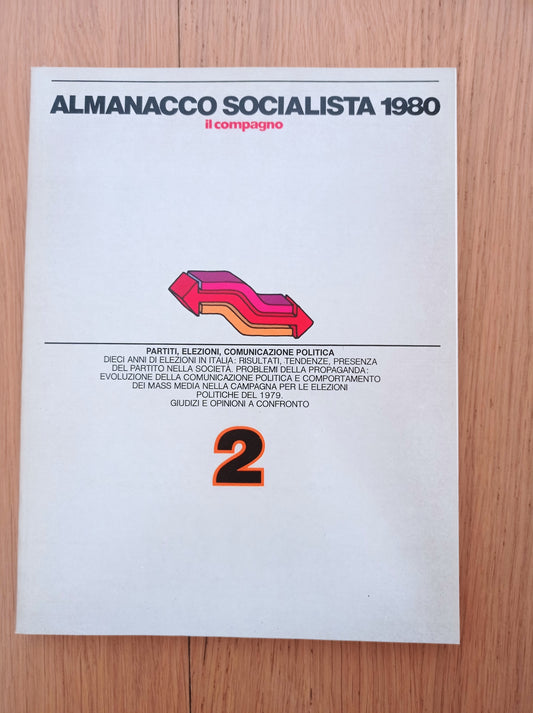 ALMANACCO SOCIALISTA 1980
il compagno
PARTITI, ELEZIONI, COMUNICAZIONE POLITICA
DIECI ANNI DI ELEZIONI IN ITALIA: RISULTATI, TENDENZE, PRESENZA
DEL PARTITO NELLA SOCIETÀ. PROBLEMI DELLA PROPAGANDA:
EVOLUZIONE DELLA COMUNICAZIONE POLITICA E COMPORTAMENTO
DEI MASS MEDIA NELLA CAMPAGNA PER LE ELEZIONI
POLITICHE DEL 1979.
GIUDIZI E OPINIONI A CONFRONTO
2